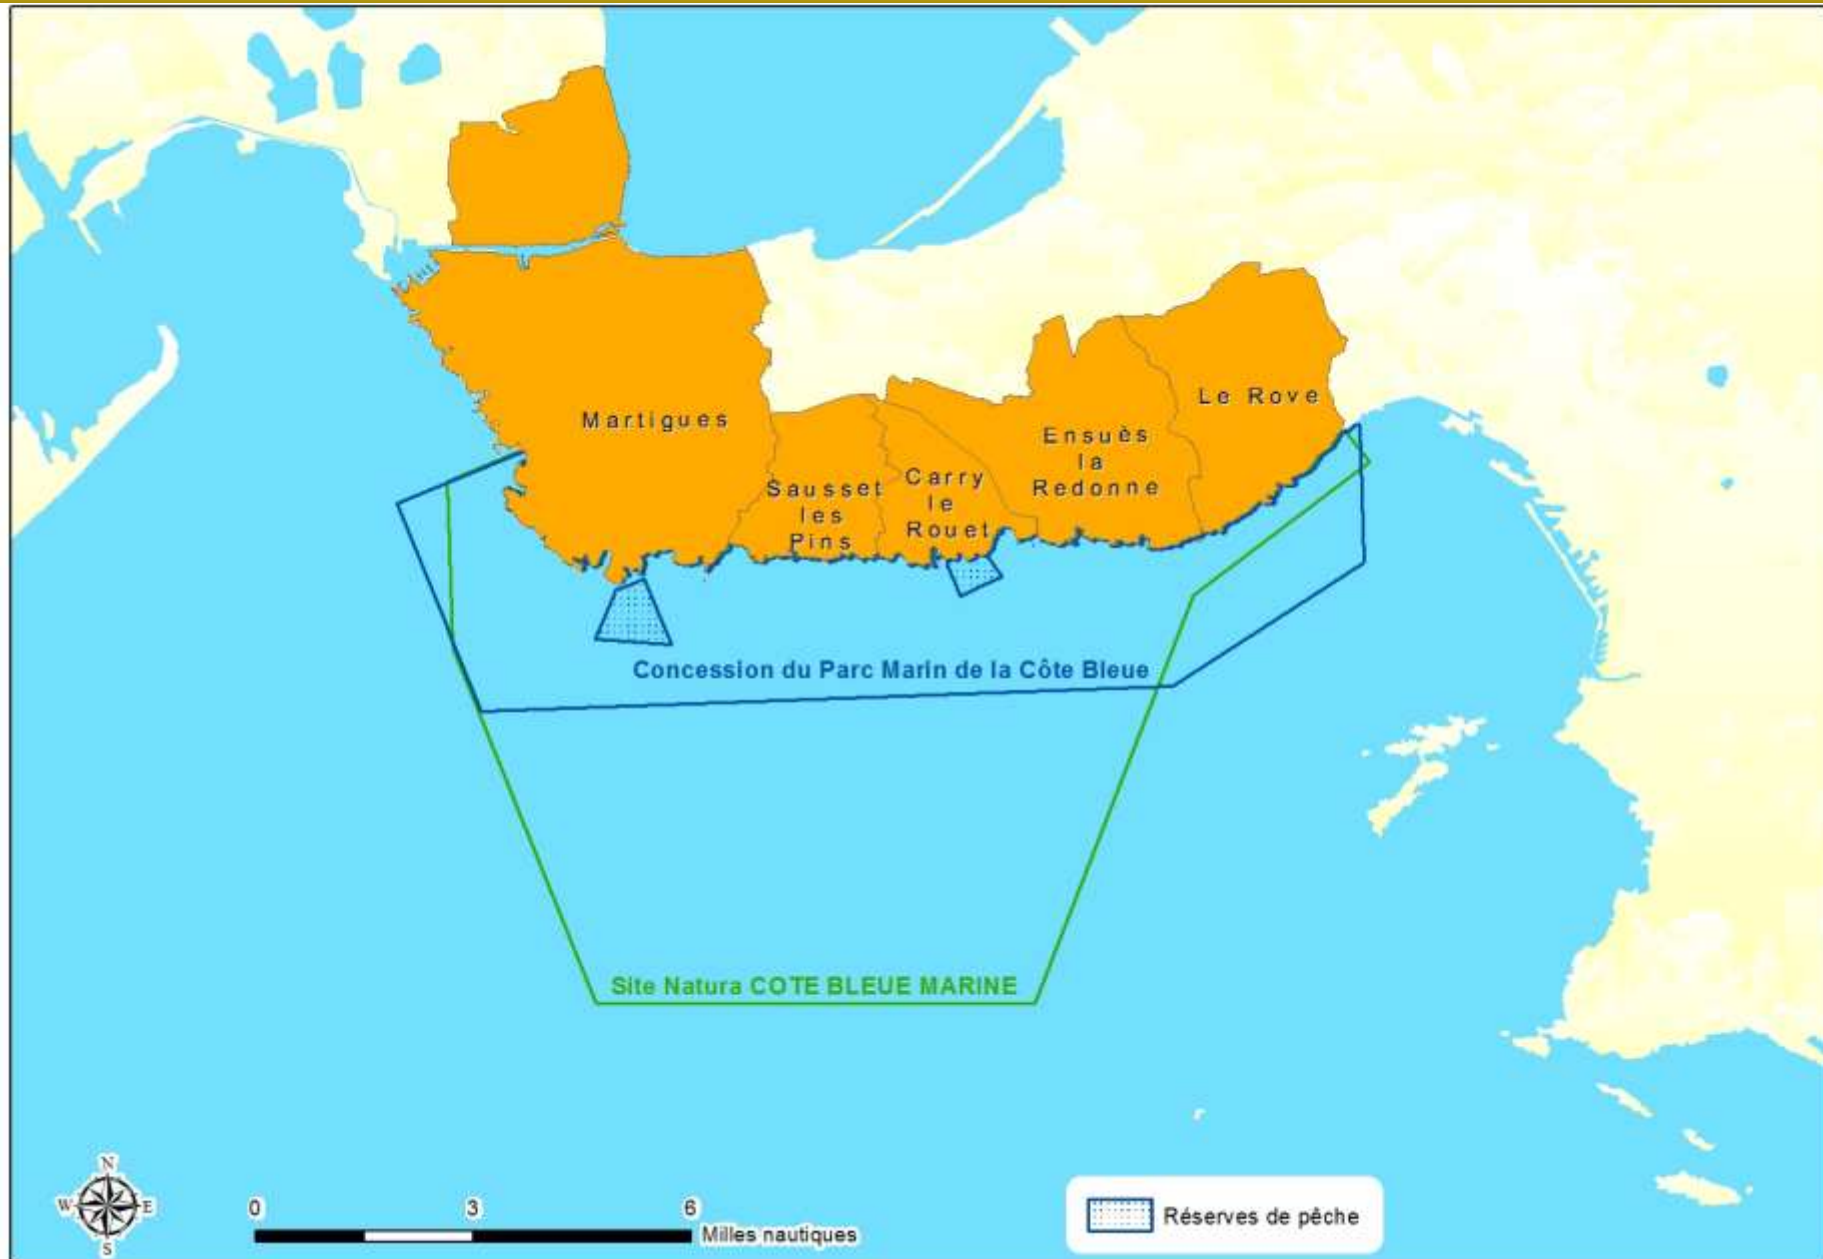 Martigues
Le Rove
Ensuès
la
Redonne
Sausset
les
Pins
Carry
le
Rouet
Concession du Parc Marin de la Côte Bleue
Site Natura COTE BLEUE MARINE
N
W
E
S
0 3 6
Milles nautiques
Réserves de pêche